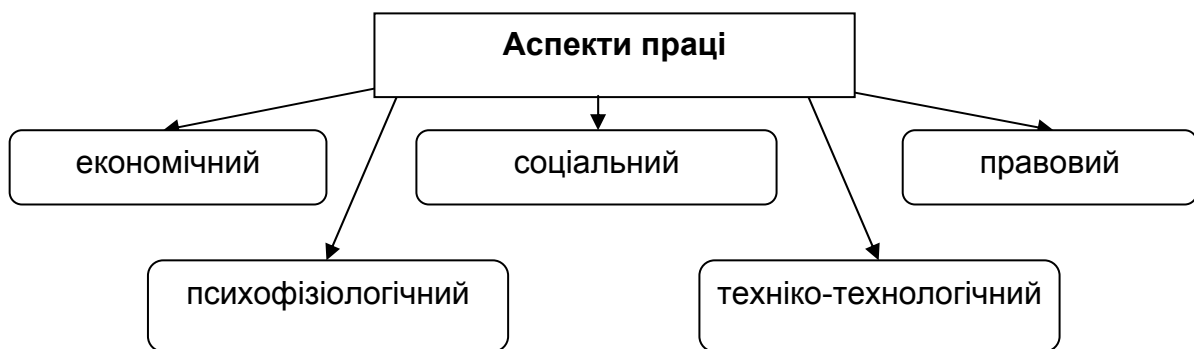 Аспекти праці
економічний
соціальний
правовий
психофізіологічний
техніко-технологічний